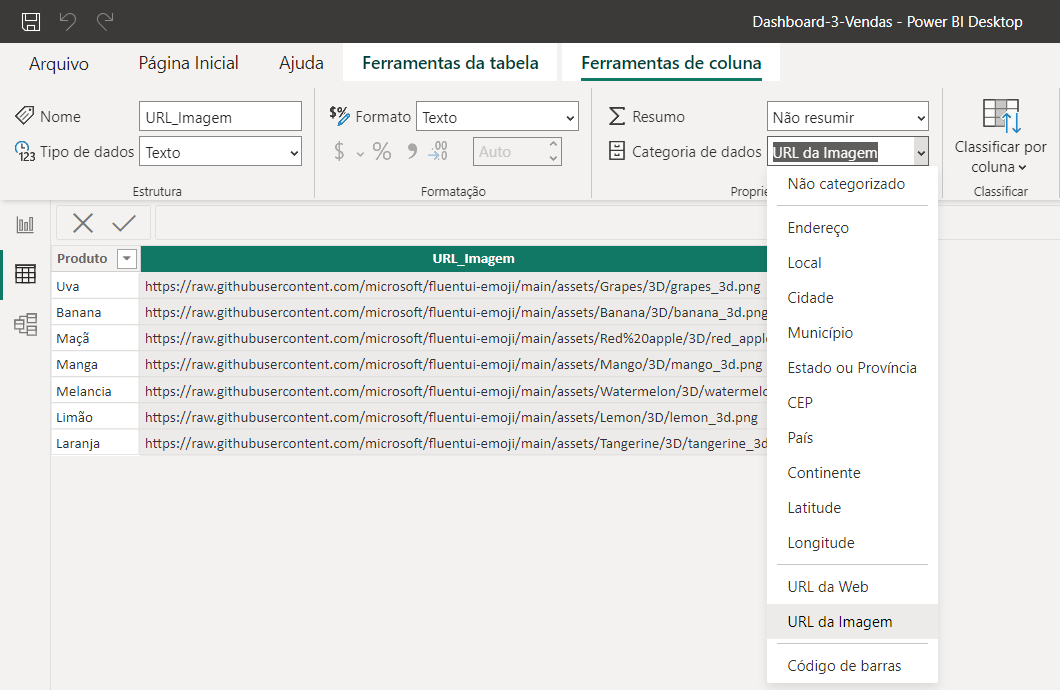 Dashboard-3-Vendas - Power BI Desktop
Arquivo Página Inicial Ajuda Ferramentas da tabela Ferramentas de coluna
Nome URL_Imagem
Tipo de dados Texto
Estrutura
$% Formato Texto
$ % , .00 Auto
Formatação
Resumo Não resumir
Categoria de dados URL da Imagem
Proprie
Classificar por
coluna
Classificar
Não categorizado
Endereço
Local
Cidade
Município
Estado ou Província
CEP
País
Continente
Latitude
Longitude
URL da Web
URL da Imagem
Código de barras
Produto URL_Imagem
Uva https://raw.githubusercontent.com/microsoft/fluentui-emoji/main/assets/Grapes/3D/grapes_3d.png
Banana https://raw.githubusercontent.com/microsoft/fluentui-emoji/main/assets/Banana/3D/banana_3d.png
Maçã https://raw.githubusercontent.com/microsoft/fluentui-emoji/main/assets/Red%20apple/3D/red_apple
Manga https://raw.githubusercontent.com/microsoft/fluentui-emoji/main/assets/Mango/3D/mango_3d.png
Melancia https://raw.githubusercontent.com/microsoft/fluentui-emoji/main/assets/Watermelon/3D/watermelo
Limão https://raw.githubusercontent.com/microsoft/fluentui-emoji/main/assets/Lemon/3D/lemon_3d.png
Laranja https://raw.githubusercontent.com/microsoft/fluentui-emoji/main/assets/Tangerine/3D/tangerine_3d